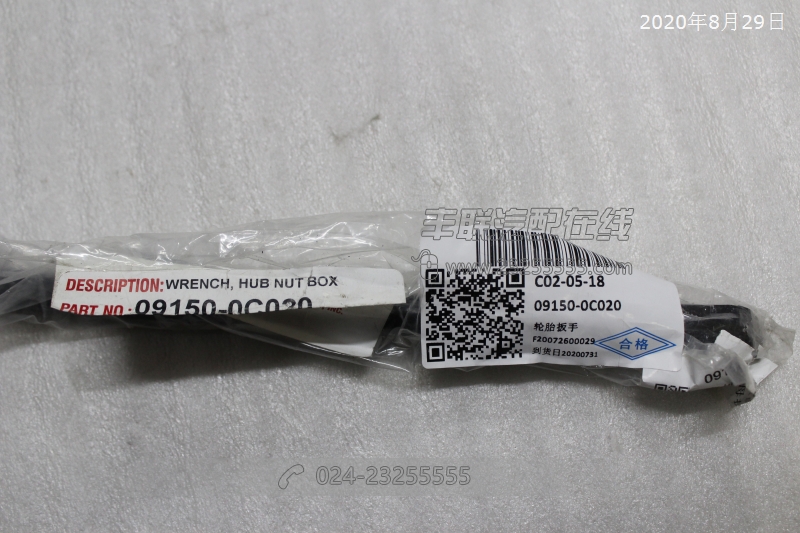 2020年8月29日
丰联汽配在线
DESCRIPTION: WRENCH, HUB NUT BOX
PART NO.: 09150-0C020
INC.
C02-05-18
09150-0C020
轮胎扳手
F20072600029
到货日20200731
合格
024-23255555